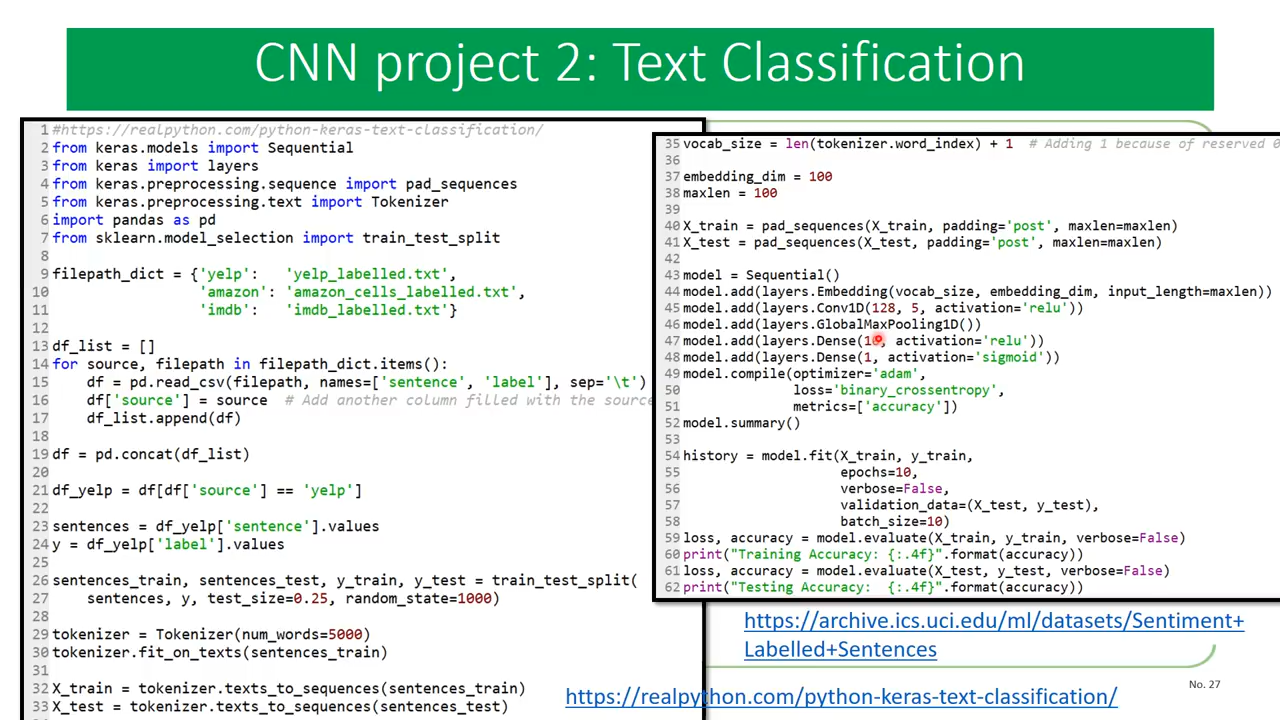 CNN project 2: Text Classification
1 #https://realpython.com/python-keras-text-classification/
2 from keras.models import Sequential
3 from keras import layers
4 from keras.preprocessing.sequence import pad_sequences
5 from keras.preprocessing.text import Tokenizer
6 import pandas as pd
7 from sklearn.model_selection import train_test_split
8
9 filepath_dict = {'yelp':   'yelp_labelled.txt',
10                  'amazon': 'amazon_cells_labelled.txt',
11                  'imdb':   'imdb_labelled.txt'}
12
13 df_list = []
14 for source, filepath in filepath_dict.items():
15     df = pd.read_csv(filepath, names=['sentence', 'label'], sep='\t')
16     df['source'] = source  # Add another column filled with the source
17     df_list.append(df)
18
19 df = pd.concat(df_list)
20
21 df_yelp = df[df['source'] == 'yelp']
22
23 sentences = df_yelp['sentence'].values
24 y = df_yelp['label'].values
25
26 sentences_train, sentences_test, y_train, y_test = train_test_split(
27     sentences, y, test_size=0.25, random_state=1000)
28
29 tokenizer = Tokenizer(num_words=5000)
30 tokenizer.fit_on_texts(sentences_train)
31
32 X_train = tokenizer.texts_to_sequences(sentences_train)
33 X_test = tokenizer.texts_to_sequences(sentences_test)
35 vocab_size = len(tokenizer.word_index) + 1  # Adding 1 because of reserved 0
36
37 embedding_dim = 100
38 maxlen = 100
39
40 X_train = pad_sequences(X_train, padding='post', maxlen=maxlen)
41 X_test = pad_sequences(X_test, padding='post', maxlen=maxlen)
42
43 model = Sequential()
44 model.add(layers.Embedding(vocab_size, embedding_dim, input_length=maxlen))
45 model.add(layers.Conv1D(128, 5, activation='relu'))
46 model.add(layers.GlobalMaxPooling1D())
47 model.add(layers.Dense(10, activation='relu'))
48 model.add(layers.Dense(1, activation='sigmoid'))
49 model.compile(optimizer='adam',
50               loss='binary_crossentropy',
51               metrics=['accuracy'])
52 model.summary()
53
54 history = model.fit(X_train, y_train,
55                     epochs=10,
56                     verbose=False,
57                     validation_data=(X_test, y_test),
58                     batch_size=10)
59 loss, accuracy = model.evaluate(X_train, y_train, verbose=False)
60 print("Training Accuracy: {:.4f}".format(accuracy))
61 loss, accuracy = model.evaluate(X_test, y_test, verbose=False)
62 print("Testing Accuracy:  {:.4f}".format(accuracy))
https://archive.ics.uci.edu/ml/datasets/Sentiment+
Labelled+Sentences
https://realpython.com/python-keras-text-classification/
No. 27